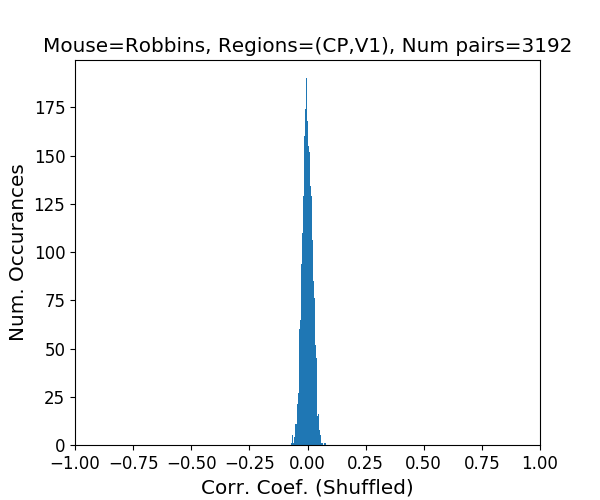 Mouse=Robbins, Regions=(CP,V1), Num pairs=3192
Num. Occurances
175
150
125
100
75
50
25
0
−1.00 −0.75 −0.50 −0.25 0.00 0.25 0.50 0.75 1.00
Corr. Coef. (Shuffled)